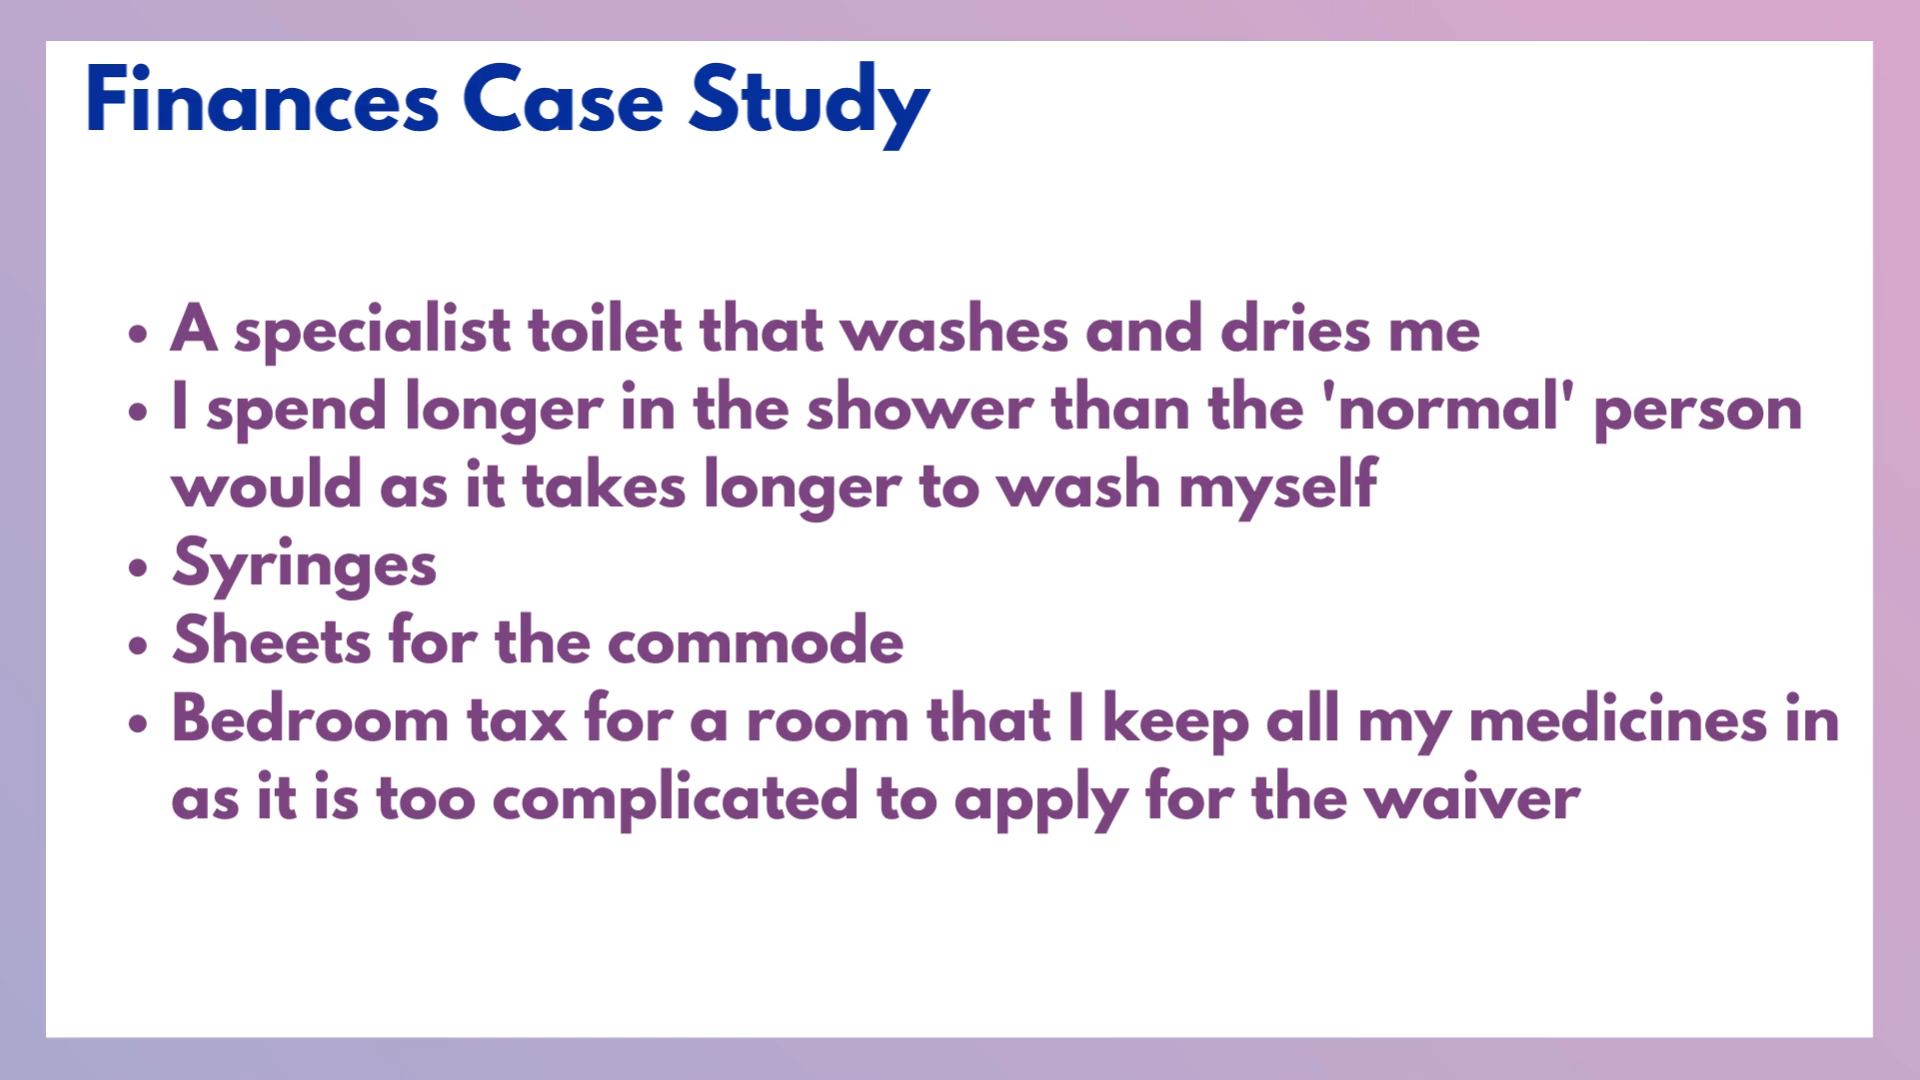 Finances Case Study
• A specialist toilet that washes and dries me
• I spend longer in the shower than the 'normal' person
would as it takes longer to wash myself
• Syringes
• Sheets for the commode
• Bedroom tax for a room that I keep all my medicines in
as it is too complicated to apply for the waiver